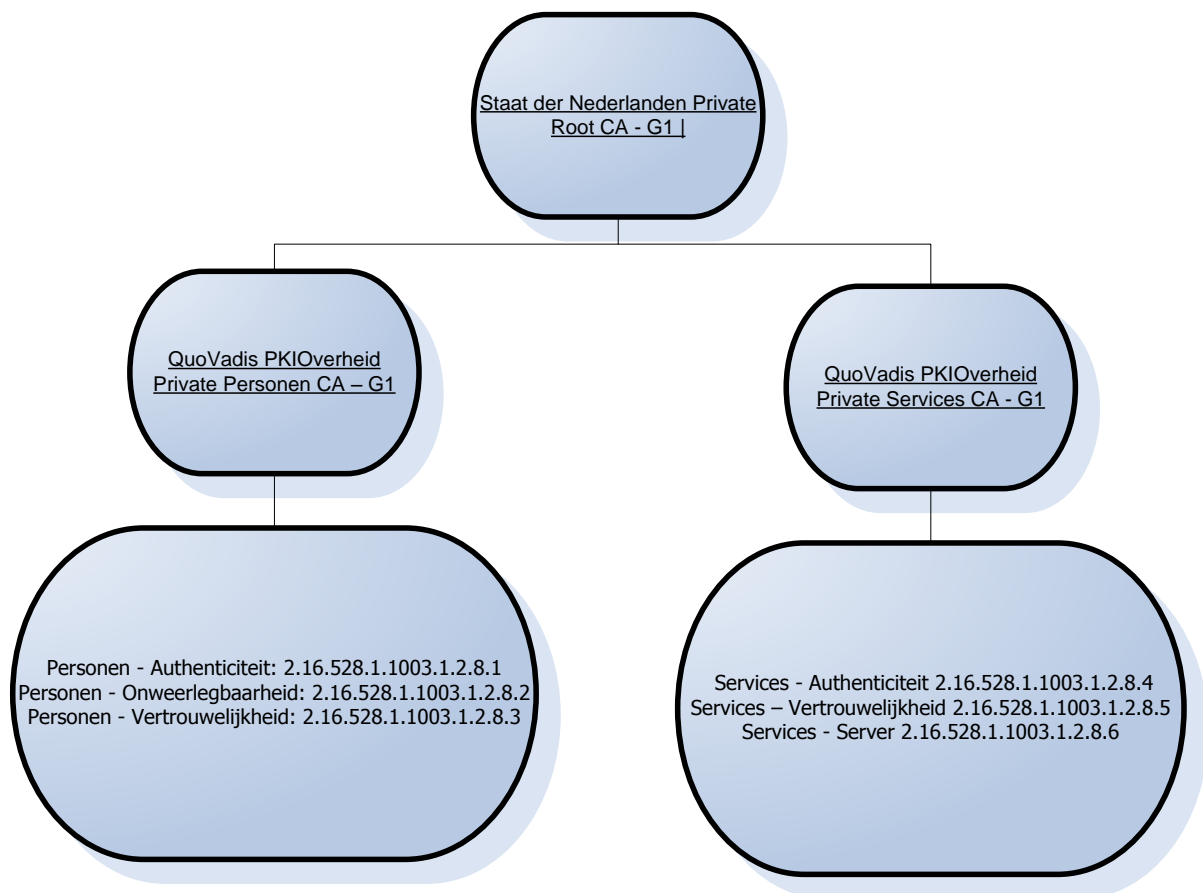 Staat der Nederlanden Private
Root CA - G1 |
QuoVadis PKIOverheid
Private Personen CA – G1
QuoVadis PKIOverheid
Private Services CA - G1
Personen - Authenticiteit: 2.16.528.1.1003.1.2.8.1
Personen - Onweerlegbaarheid: 2.16.528.1.1003.1.2.8.2
Personen - Vertrouwelijkheid: 2.16.528.1.1003.1.2.8.3
Services - Authenticiteit 2.16.528.1.1003.1.2.8.4
Services – Vertrouwelijkheid 2.16.528.1.1003.1.2.8.5
Services - Server 2.16.528.1.1003.1.2.8.6